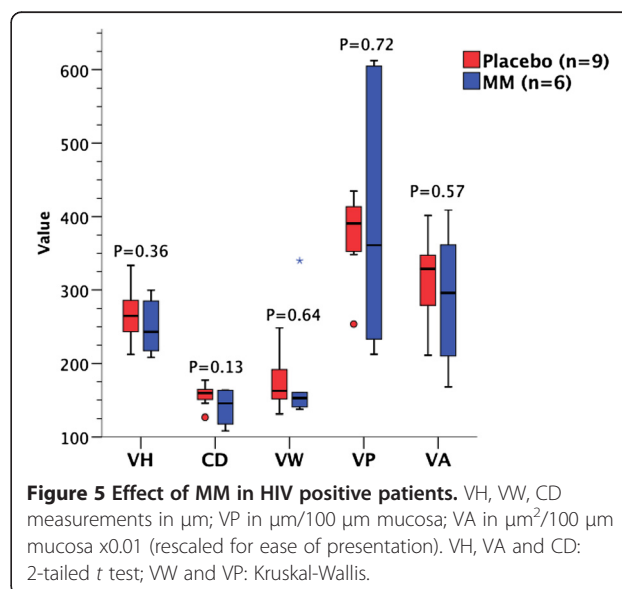 P=0.72
Placebo (n=9)
MM (n=6)
600
500
P=0.57
Value
400
P=0.36
P=0.64
300
*
P=0.13
200
100
VH CD VW VP VA
Figure 5 Effect of MM in HIV positive patients. VH, VW, CD
measurements in μm; VP in μm/100 μm mucosa; VA in μm²/100 μm
mucosa x0.01 (rescaled for ease of presentation). VH, VA and CD:
2-tailed t test; VW and VP: Kruskal-Wallis.